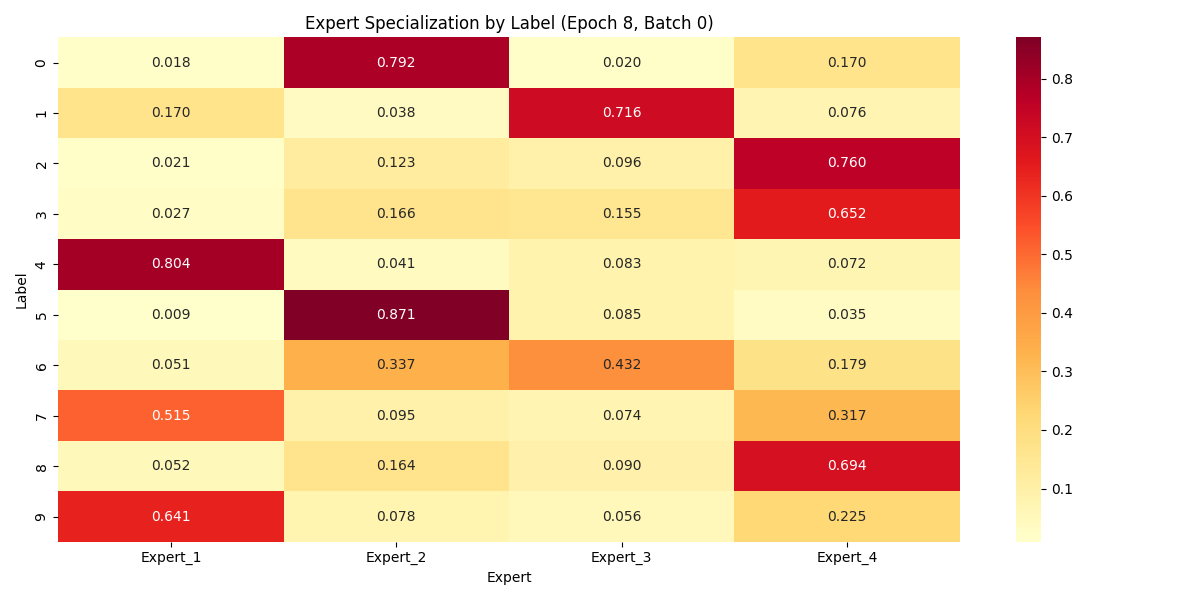 Expert Specialization by Label (Epoch 8, Batch 0)
0 0.018 0.792 0.020 0.170
1 0.170 0.038 0.716 0.076
2 0.021 0.123 0.096 0.760
3 0.027 0.166 0.155 0.652
4 0.804 0.041 0.083 0.072
5 0.009 0.871 0.085 0.035
6 0.051 0.337 0.432 0.179
7 0.515 0.095 0.074 0.317
8 0.052 0.164 0.090 0.694
9 0.641 0.078 0.056 0.225
Label
Expert_1 Expert_2 Expert_3 Expert_4
Expert
0.8
0.7
0.6
0.5
0.4
0.3
0.2
0.1